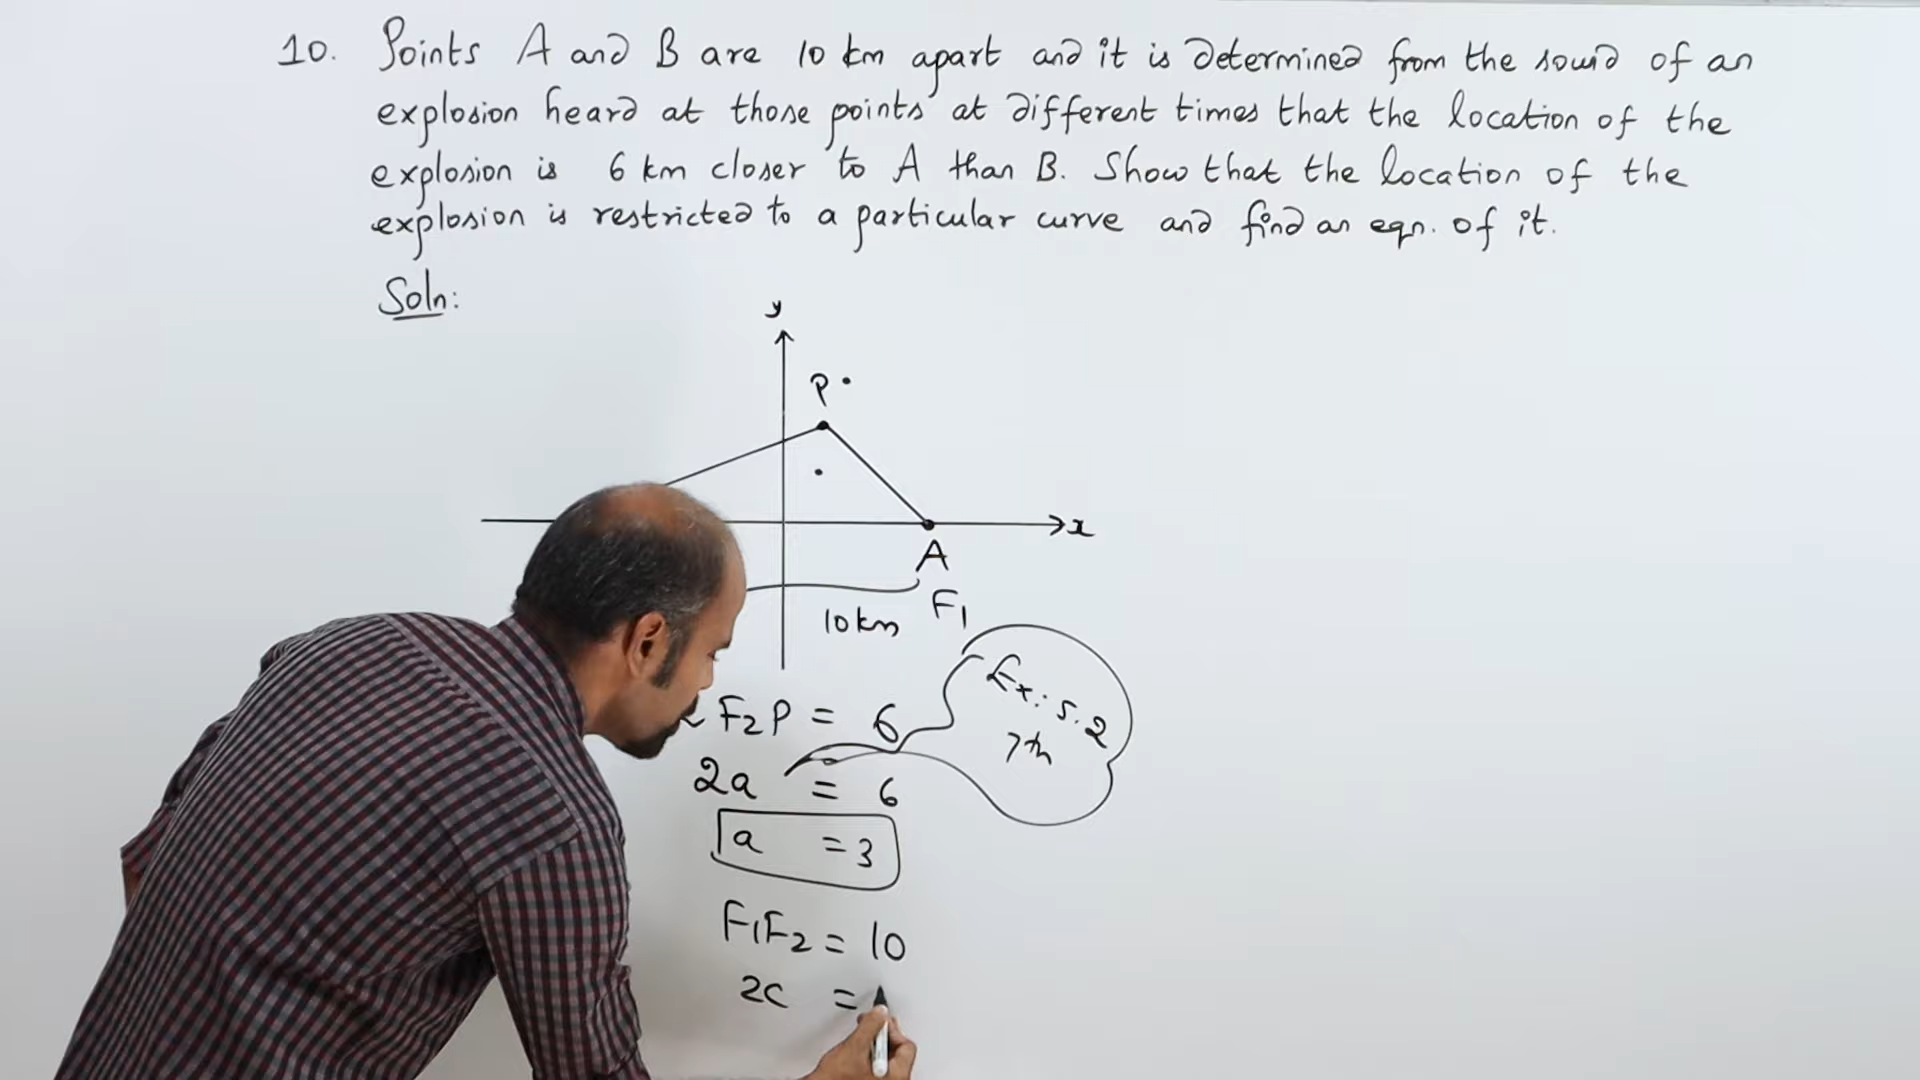 10. Points A and B are 10 km apart and it is determined from the sound of an
explosion heard at those points at different times that the location of the
explosion is 6 km closer to A than B. Show that the location of the
explosion is restricted to a particular curve and find an eqn. of it.
Soln:
y
P
x
A
10 km
F1
F2P = 6
Ex: 5.2
7th
2a = 6
a = 3
F1F2 = 10
2c =